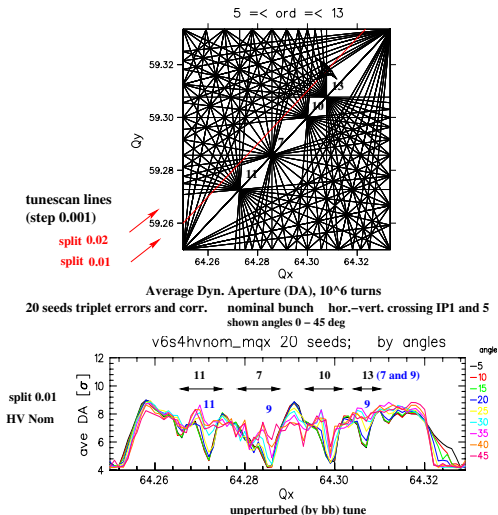 5 =< ord =< 13
59.32
59.30
59.28
59.26
Qy
13
10
7
11
64.26
64.28
64.30
64.32
Qx
tunescan lines
(step 0.001)
split 0.02
split 0.01
Average Dyn. Aperture (DA), 10^6 turns
20 seeds triplet errors and corr. nominal bunch hor.-vert. crossing IP1 and 5
shown angles 0 - 45 deg
v6s4hvnom_mqx 20 seeds; by angles
split 0.01
HV Nom
ave DA [σ]
12
10
8
6
4
11
7
10
13 (7 and 9)
11
9
9
64.26
64.28
64.30
64.32
Qx
unperturbed (by bb) tune
angle
-5
-10
-15
-20
-25
-30
-35
-40
-45